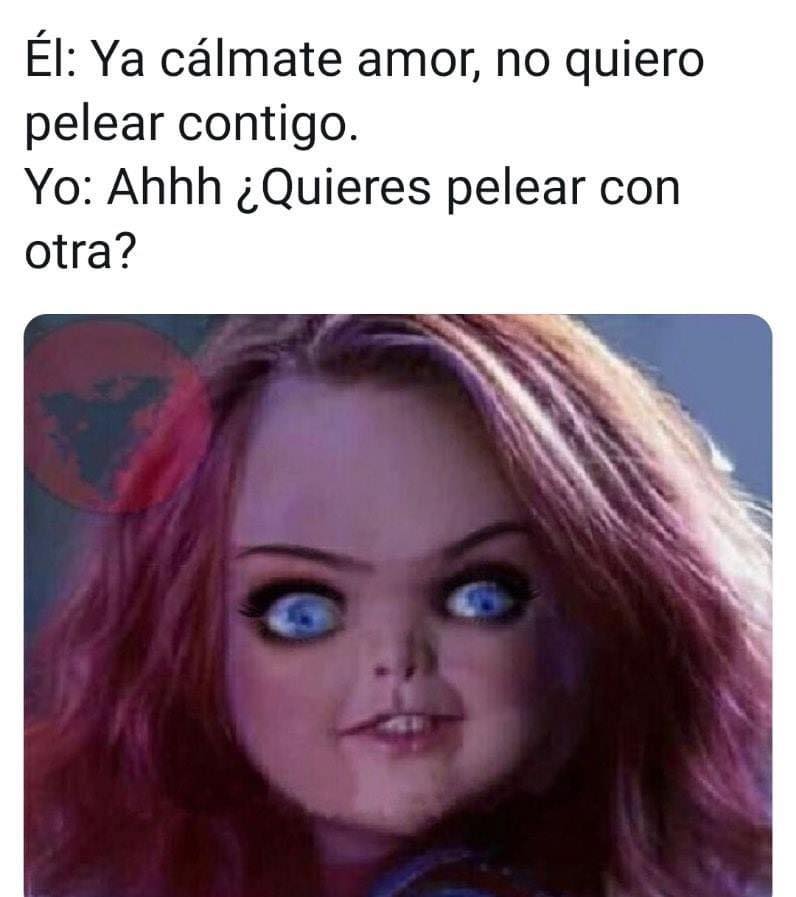 Él: Ya cálmate amor, no quiero
pelear contigo.
Yo: Ahhh ¿Quieres pelear con
otra?